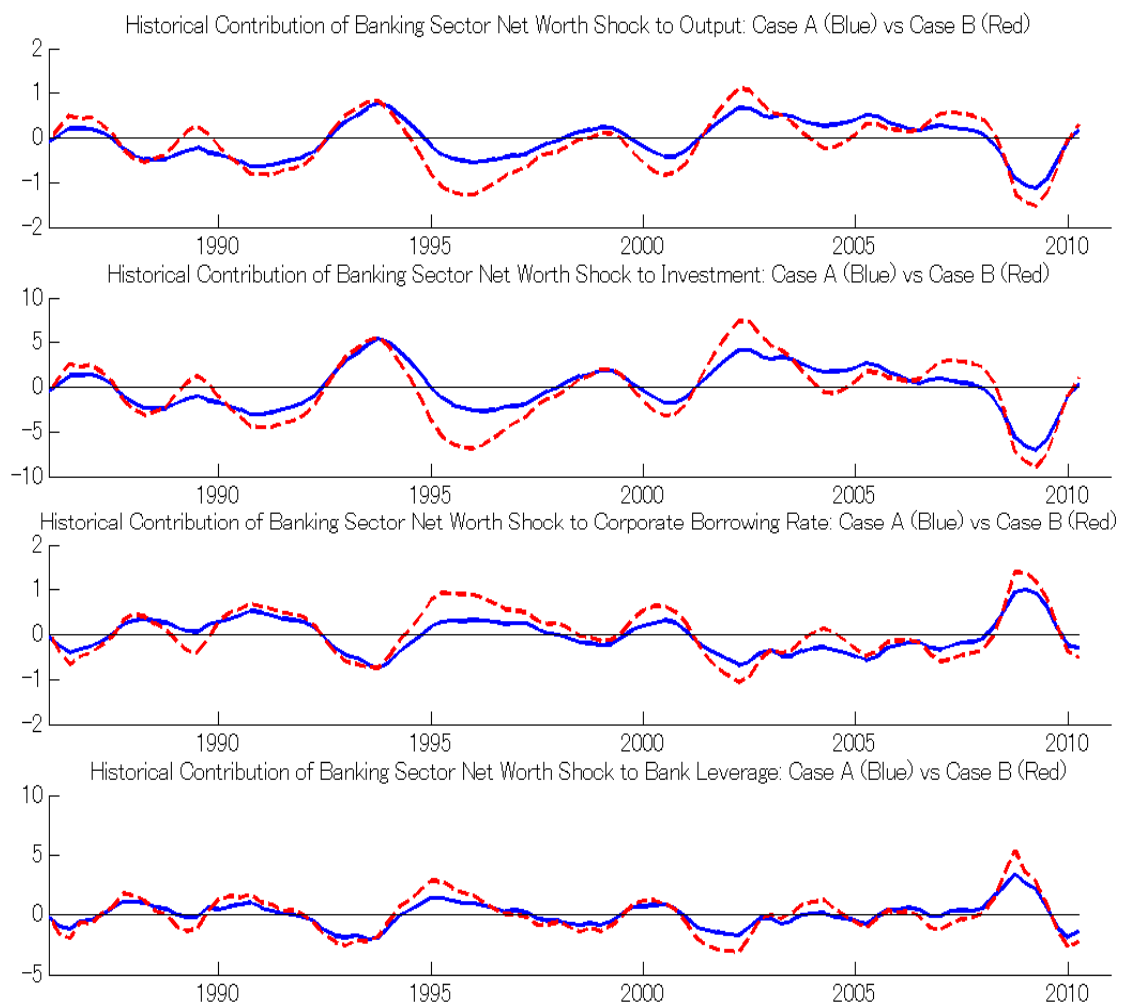 Historical Contribution of Banking Sector Net Worth Shock to Output: Case A (Blue) vs Case B (Red)
2
1
0
−1
−2
1990 1995 2000 2005 2010
Historical Contribution of Banking Sector Net Worth Shock to Investment: Case A (Blue) vs Case B (Red)
10
5
0
−5
−10
1990 1995 2000 2005 2010
Historical Contribution of Banking Sector Net Worth Shock to Corporate Borrowing Rate: Case A (Blue) vs Case B (Red)
2
1
0
−1
−2
1990 1995 2000 2005 2010
Historical Contribution of Banking Sector Net Worth Shock to Bank Leverage: Case A (Blue) vs Case B (Red)
10
5
0
−5
1990 1995 2000 2005 2010